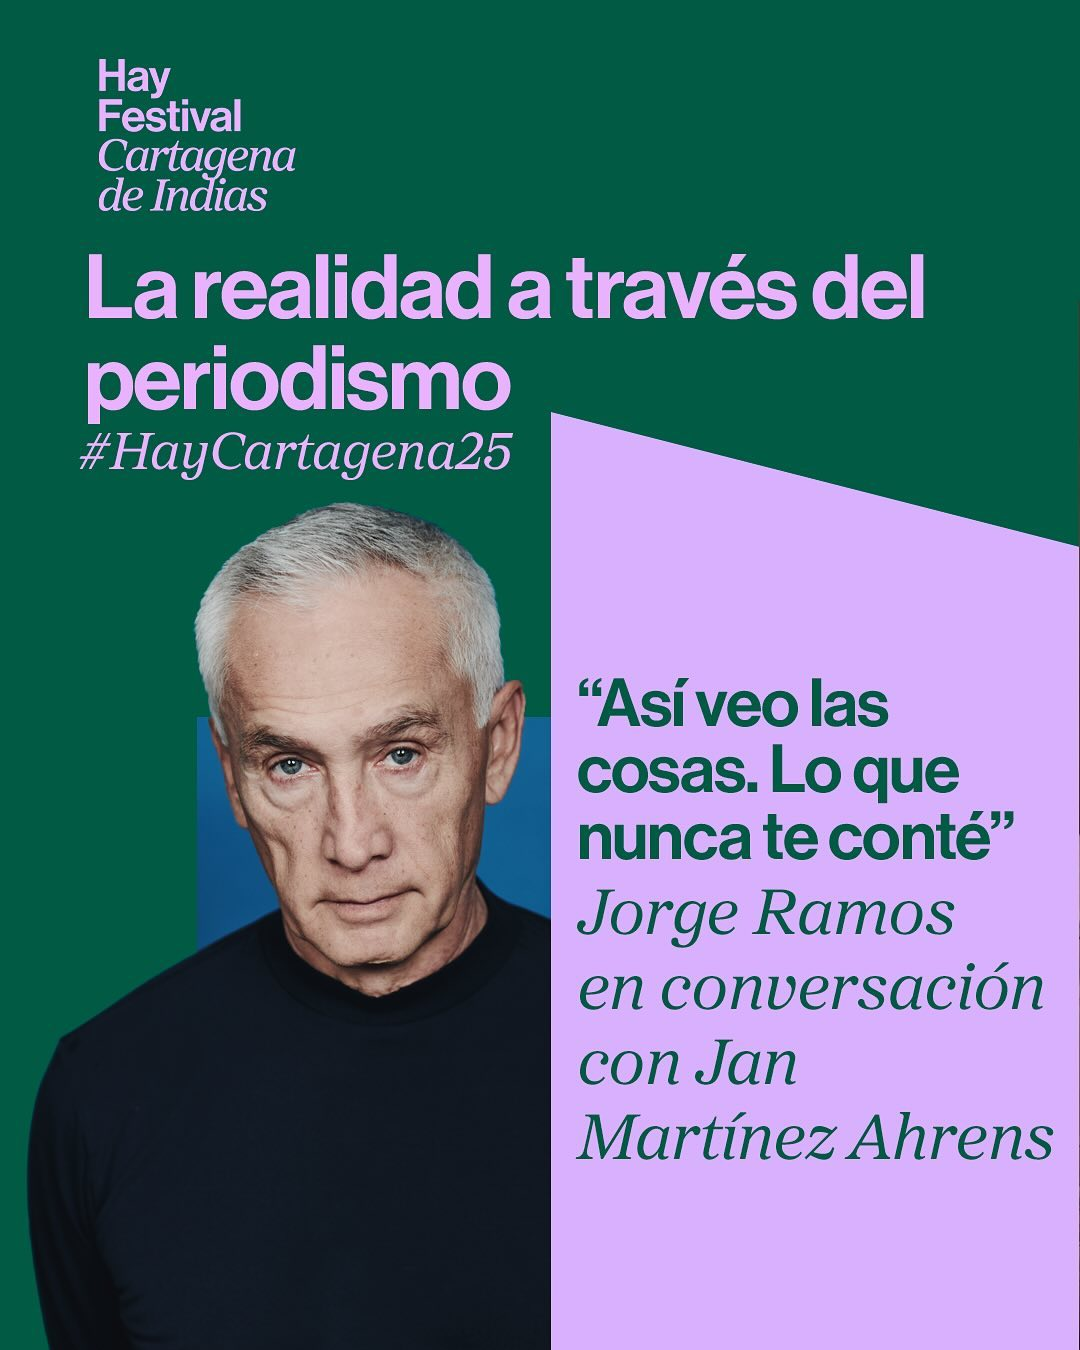 Hay
Festival
Cartagena
de Indias
La realidad a través del
periodismo
#HayCartagena25
“Así veo las
cosas. Lo que
nunca te conté”
Jorge Ramos
en conversación
con Jan
Martínez Ahrens